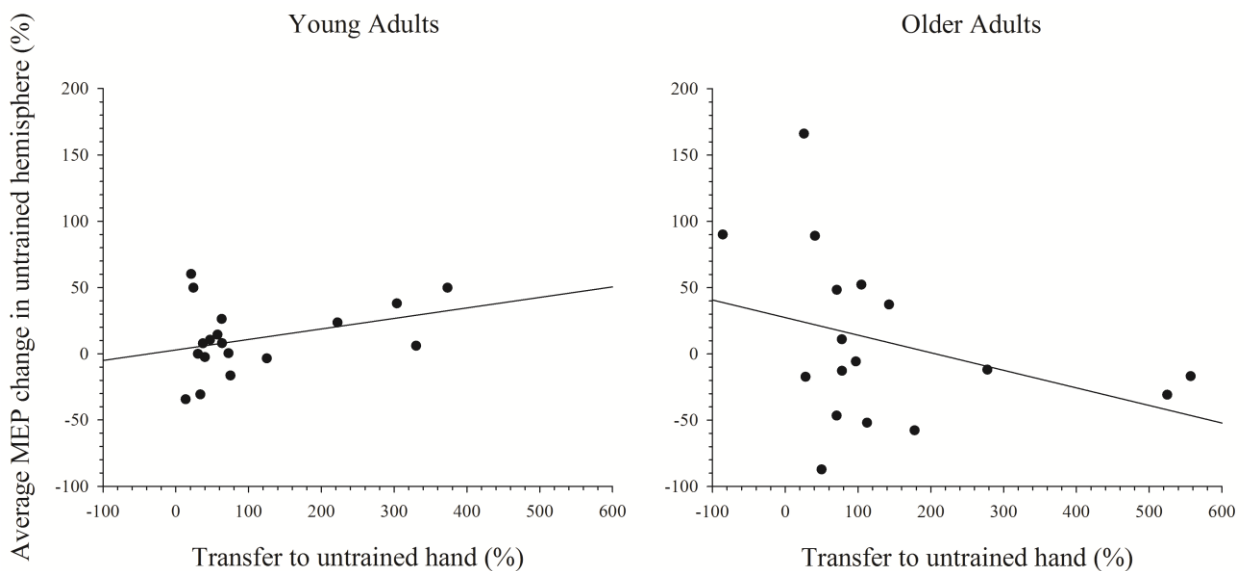 Young Adults
Older Adults
Average MEP change in untrained hemisphere (%)
200
150
100
50
0
-50
-100
-100 0 100 200 300 400 500 600
Transfer to untrained hand (%)
200
150
100
50
0
-50
-100
-100 0 100 200 300 400 500 600
Transfer to untrained hand (%)